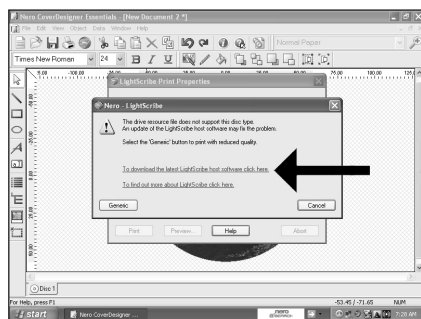 Nero CoverDesigner Essentials - [New Document 2 *]
File Edit View Object Data Window Help
Normal Paper
Times New Roman 24 B I U
LightScribe Print Properties
Nero - LightScribe
The drive resource file does not support this disc type.
An update of the LightScribe host software may fix the problem.
Select the 'Generic' button to print with reduced quality.
To download the latest LightScribe host software click here.
To find out more about LightScribe click here.
Generic Cancel
Print Preview... Help Abort
Disc 1
For Help, press F1 -53.45 / -71.65 NUM
start Nero CoverDesigner ... 7:28 AM